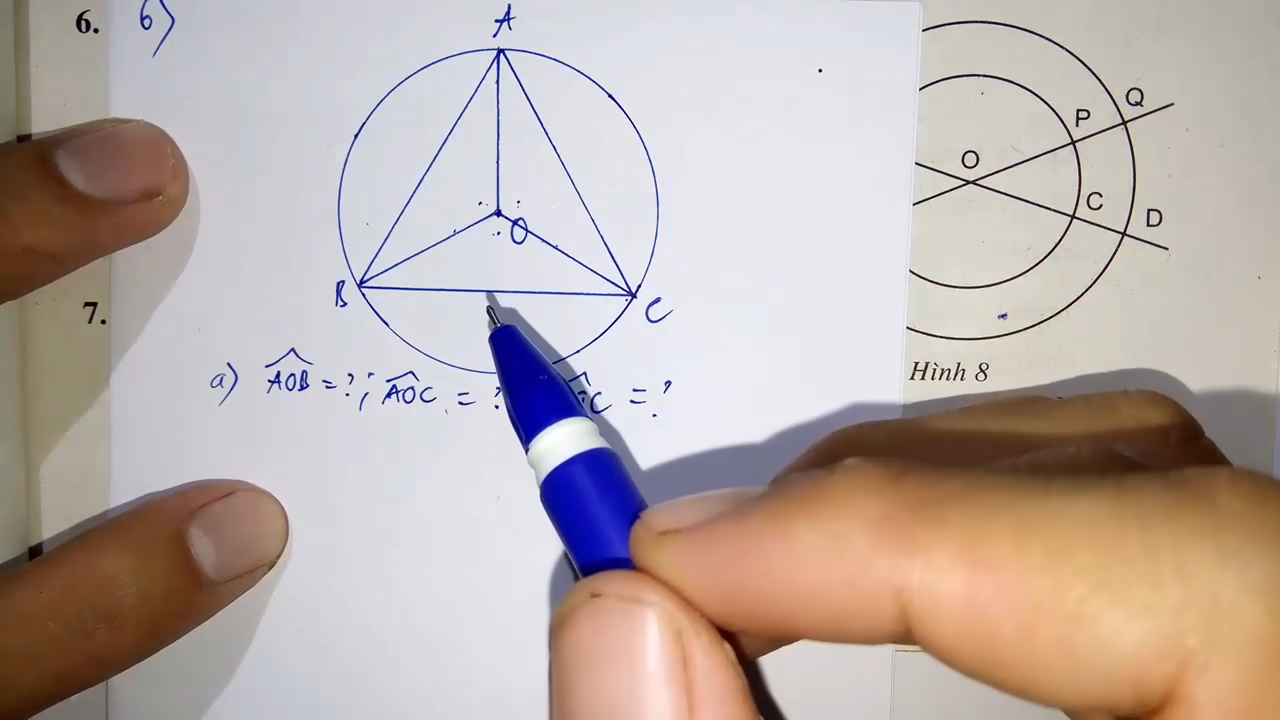 6.
6)
A
O
B
C
7.
a) AOB = ?; AOC = ? C = ?
Q
P
O
C
D
Hình 8